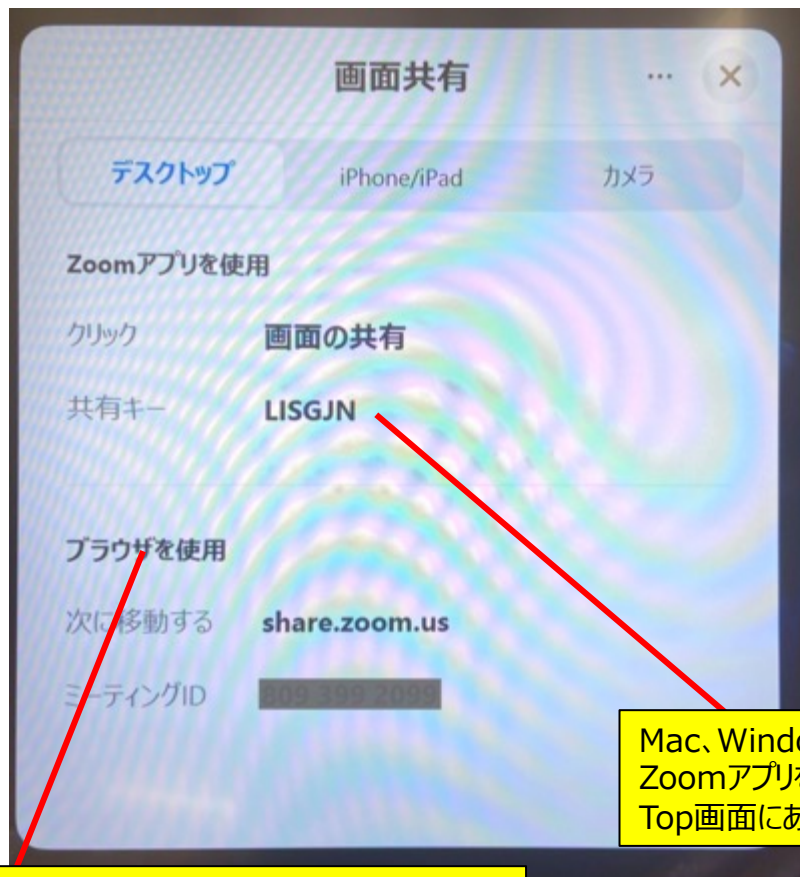 画面共有 ...
デスクトップ iPhone/iPad カメラ
Zoomアプリを使用
クリック 画面の共有
共有キー LISGJN
ブラウザを使用
次に移動する share.zoom.us
ミーティングID
Mac、Windo
Zoomアプリを
Top画面にあ